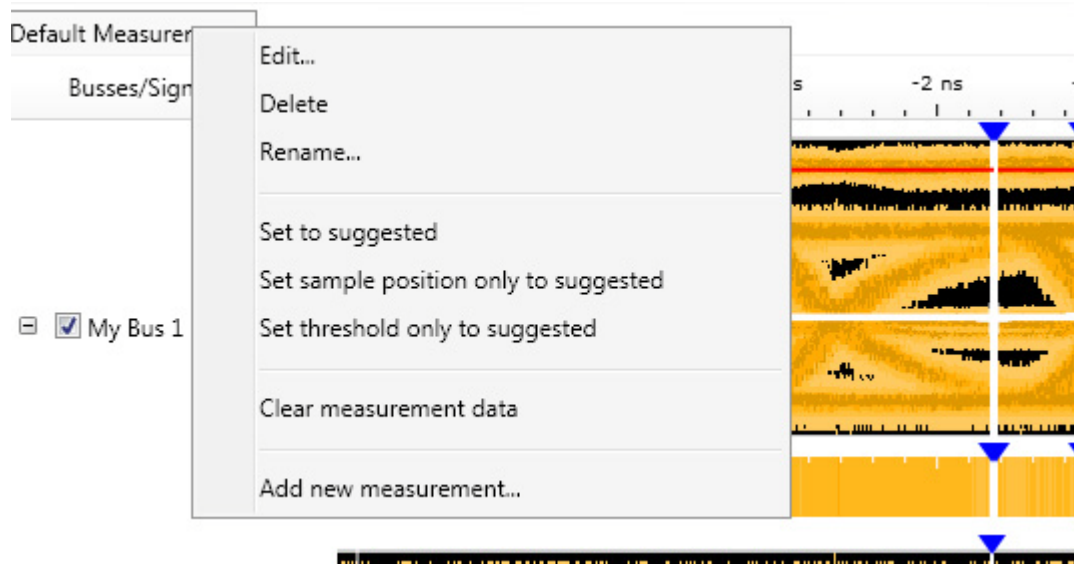 Default Measurer
Edit...
Busses/Sign
s
-2 ns
Delete
Rename...
Set to suggested
Set sample position only to suggested
My Bus 1
Set threshold only to suggested
Clear measurement data
Add new measurement...